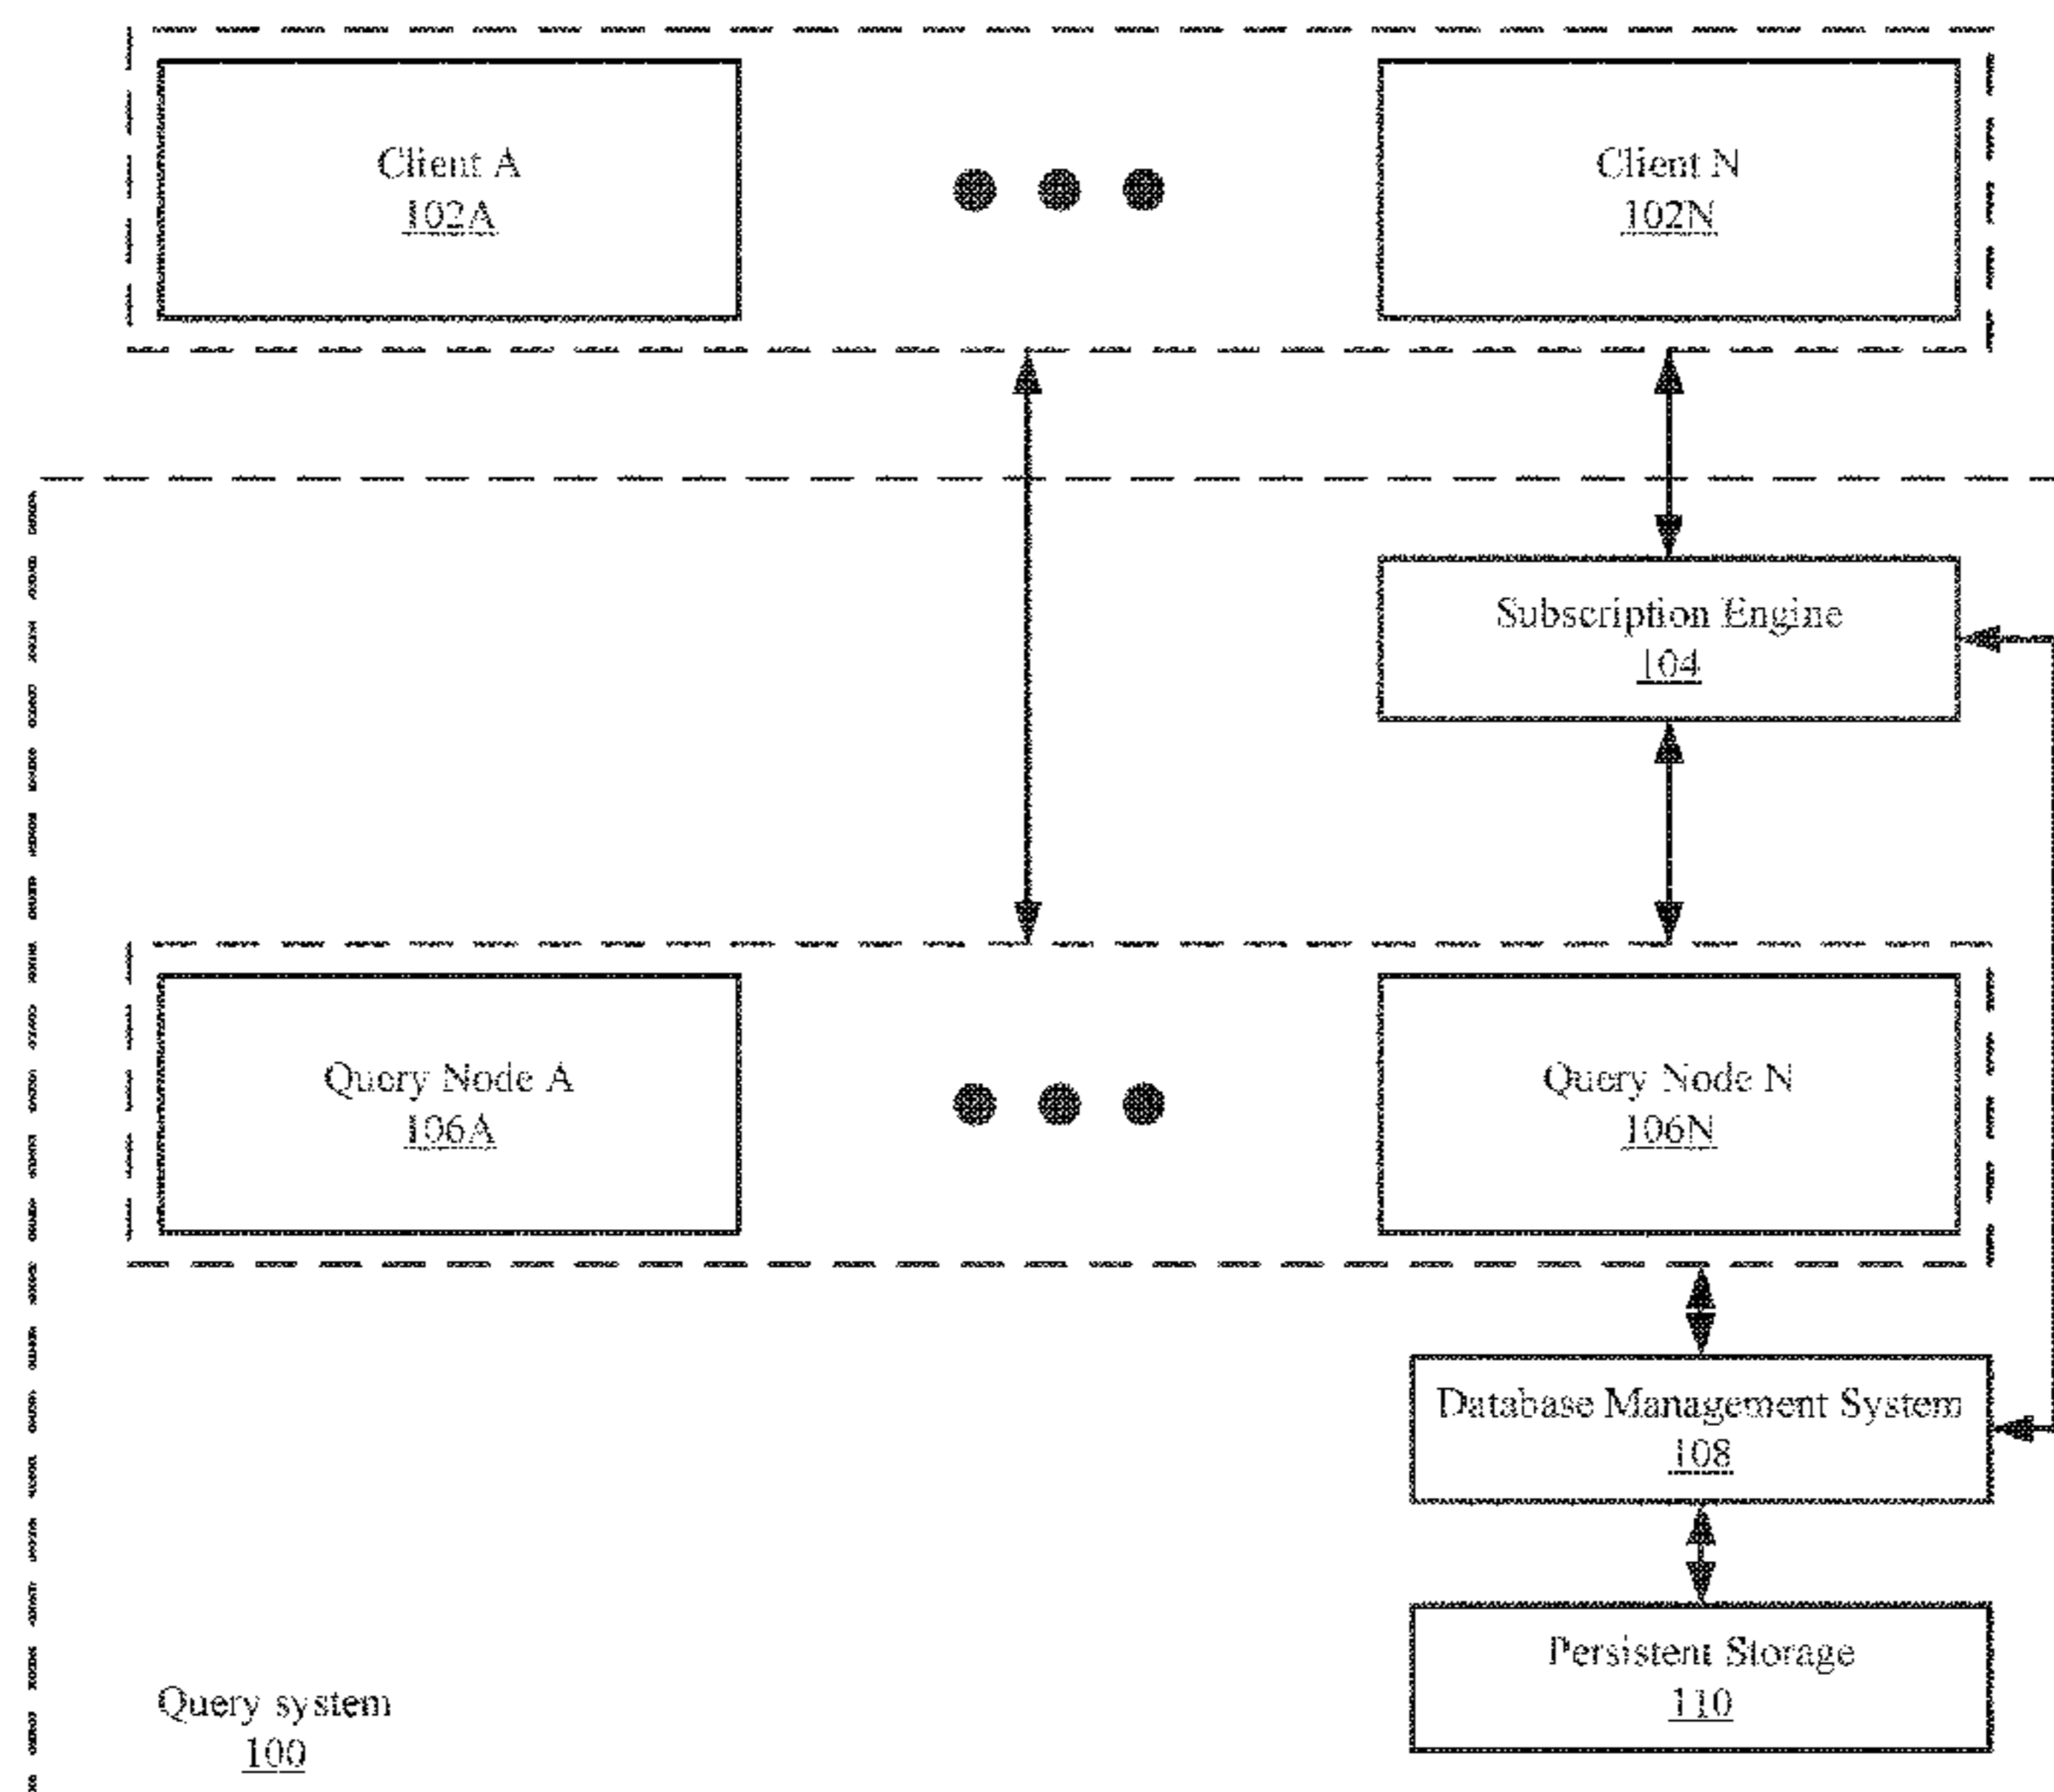 Client A
102A
Client N
102N
Subscription Engine
104
Query Node A
106A
Query Node N
106N
Database Management System
108
Persistent Storage
110
Query system
100